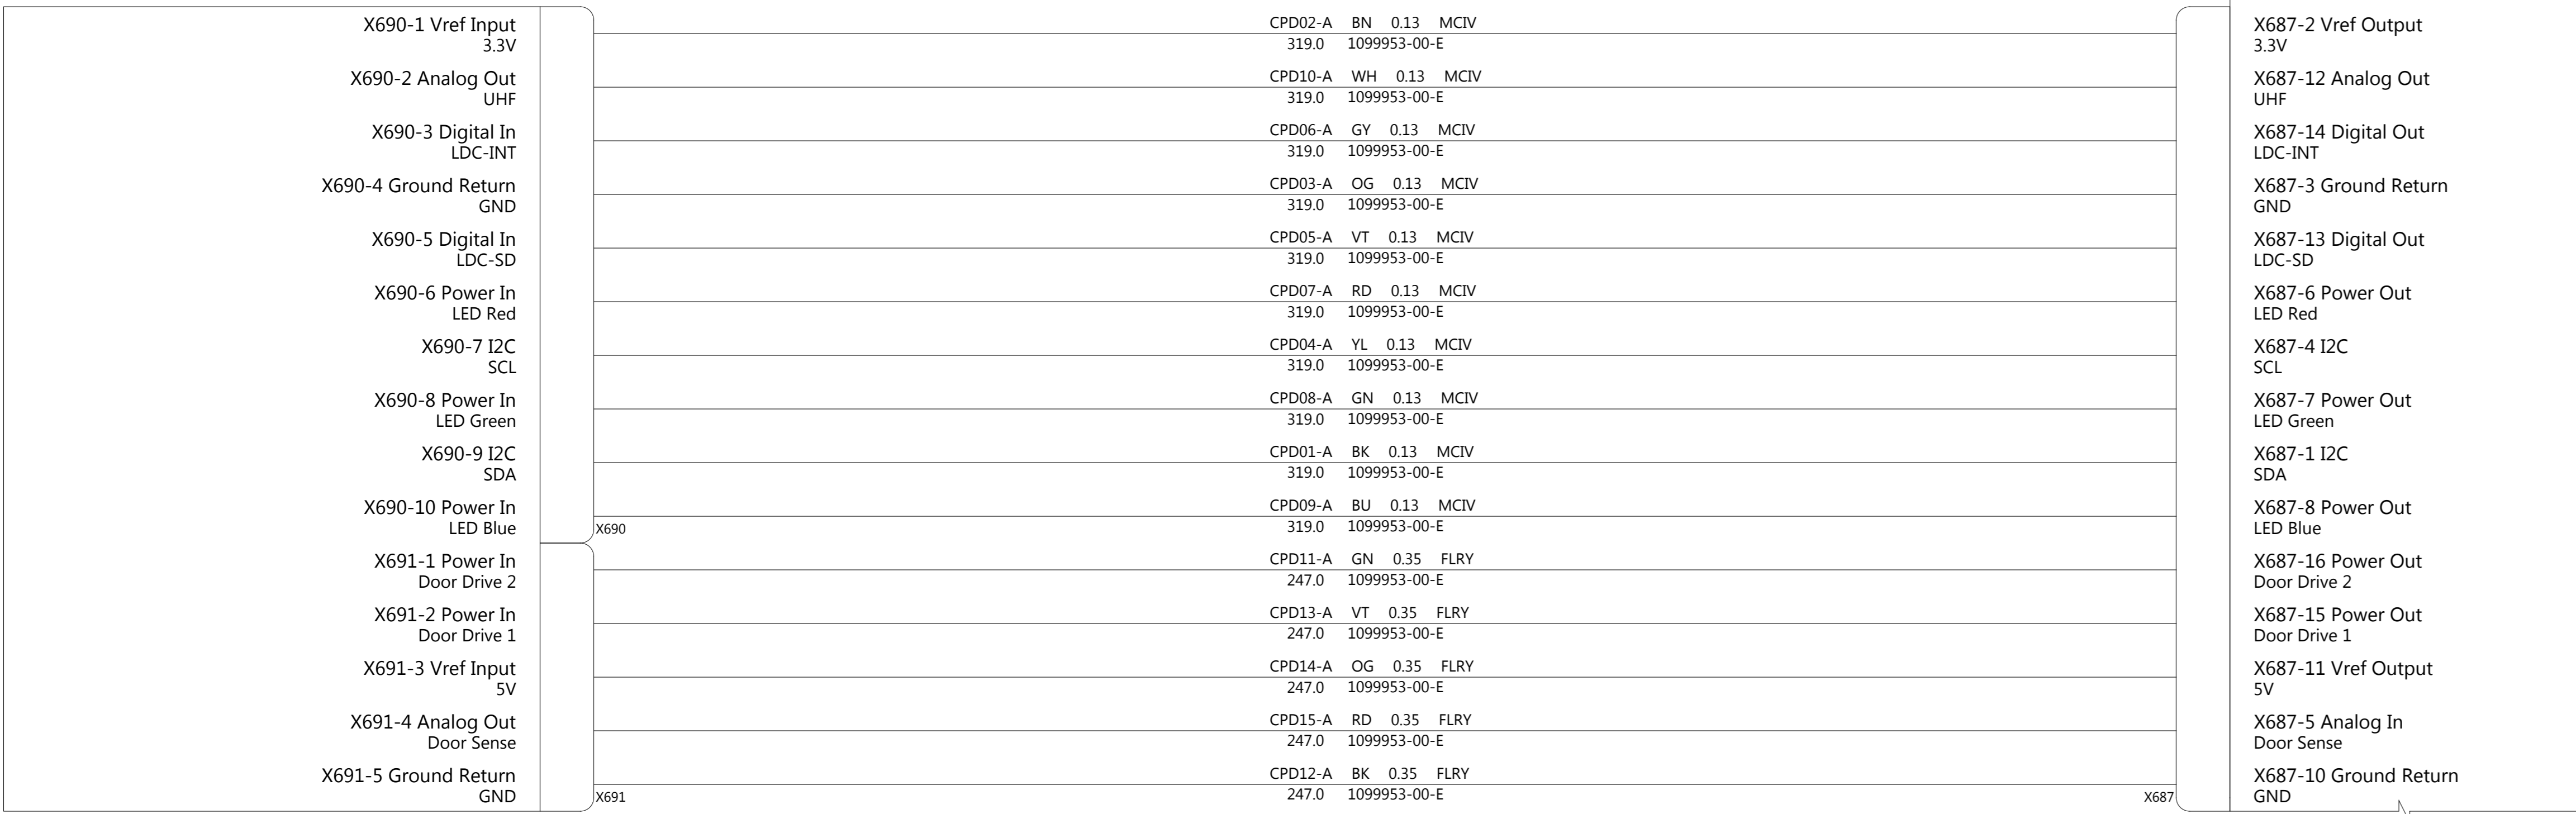 X690-1 Vref Input CPD02-A BN 0.13 MCIV X687-2 Vref Output
3.3V 319.0 1099953-00-E 3.3V
X690-2 Analog Out CPD10-A WH 0.13 MCIV X687-12 Analog Out
UHF 319.0 1099953-00-E UHF
X690-3 Digital In CPD06-A GY 0.13 MCIV X687-14 Digital Out
LDC-INT 319.0 1099953-00-E LDC-INT
X690-4 Ground Return CPD03-A OG 0.13 MCIV X687-3 Ground Return
GND 319.0 1099953-00-E GND
X690-5 Digital In CPD05-A VT 0.13 MCIV X687-13 Digital Out
LDC-SD 319.0 1099953-00-E LDC-SD
X690-6 Power In CPD07-A RD 0.13 MCIV X687-6 Power Out
LED Red 319.0 1099953-00-E LED Red
X690-7 I2C CPD04-A YL 0.13 MCIV X687-4 I2C
SCL 319.0 1099953-00-E SCL
X690-8 Power In CPD08-A GN 0.13 MCIV X687-7 Power Out
LED Green 319.0 1099953-00-E LED Green
X690-9 I2C CPD01-A BK 0.13 MCIV X687-1 I2C
SDA 319.0 1099953-00-E SDA
X690-10 Power In CPD09-A BU 0.13 MCIV X687-8 Power Out
LED Blue X690 319.0 1099953-00-E LED Blue
X691-1 Power In CPD11-A GN 0.35 FLRY X687-16 Power Out
Door Drive 2 247.0 1099953-00-E Door Drive 2
X691-2 Power In CPD13-A VT 0.35 FLRY X687-15 Power Out
Door Drive 1 247.0 1099953-00-E Door Drive 1
X691-3 Vref Input CPD14-A OG 0.35 FLRY X687-11 Vref Output
5V 247.0 1099953-00-E 5V
X691-4 Analog Out CPD15-A RD 0.35 FLRY X687-5 Analog In
Door Sense 247.0 1099953-00-E Door Sense
X691-5 Ground Return CPD12-A BK 0.35 FLRY X687-10 Ground Return
GND X691 247.0 1099953-00-E X687 GND